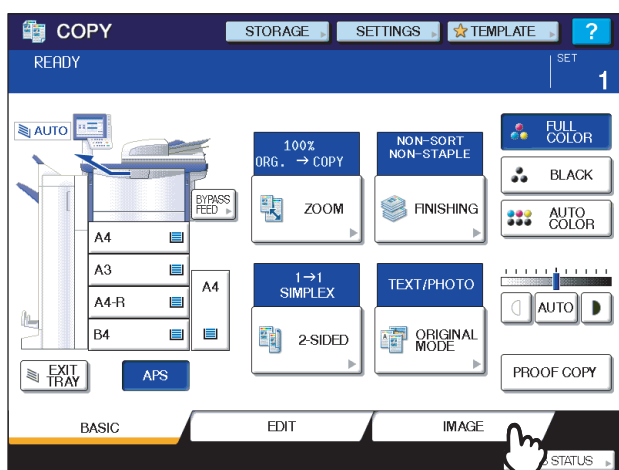 COPY
STORAGE
SETTINGS
TEMPLATE
?
READY
SET
1
AUTO
BYPASS
FEED
A4
A3
A4-R
B4
A4
EXIT
TRAY
APS
100%
ORG. → COPY
ZOOM
NON-SORT
NON-STAPLE
FINISHING
1→1
SIMPLEX
2-SIDED
TEXT/PHOTO
ORIGINAL
MODE
FULL
COLOR
BLACK
AUTO
COLOR
AUTO
PROOF COPY
BASIC
EDIT
IMAGE
STATUS